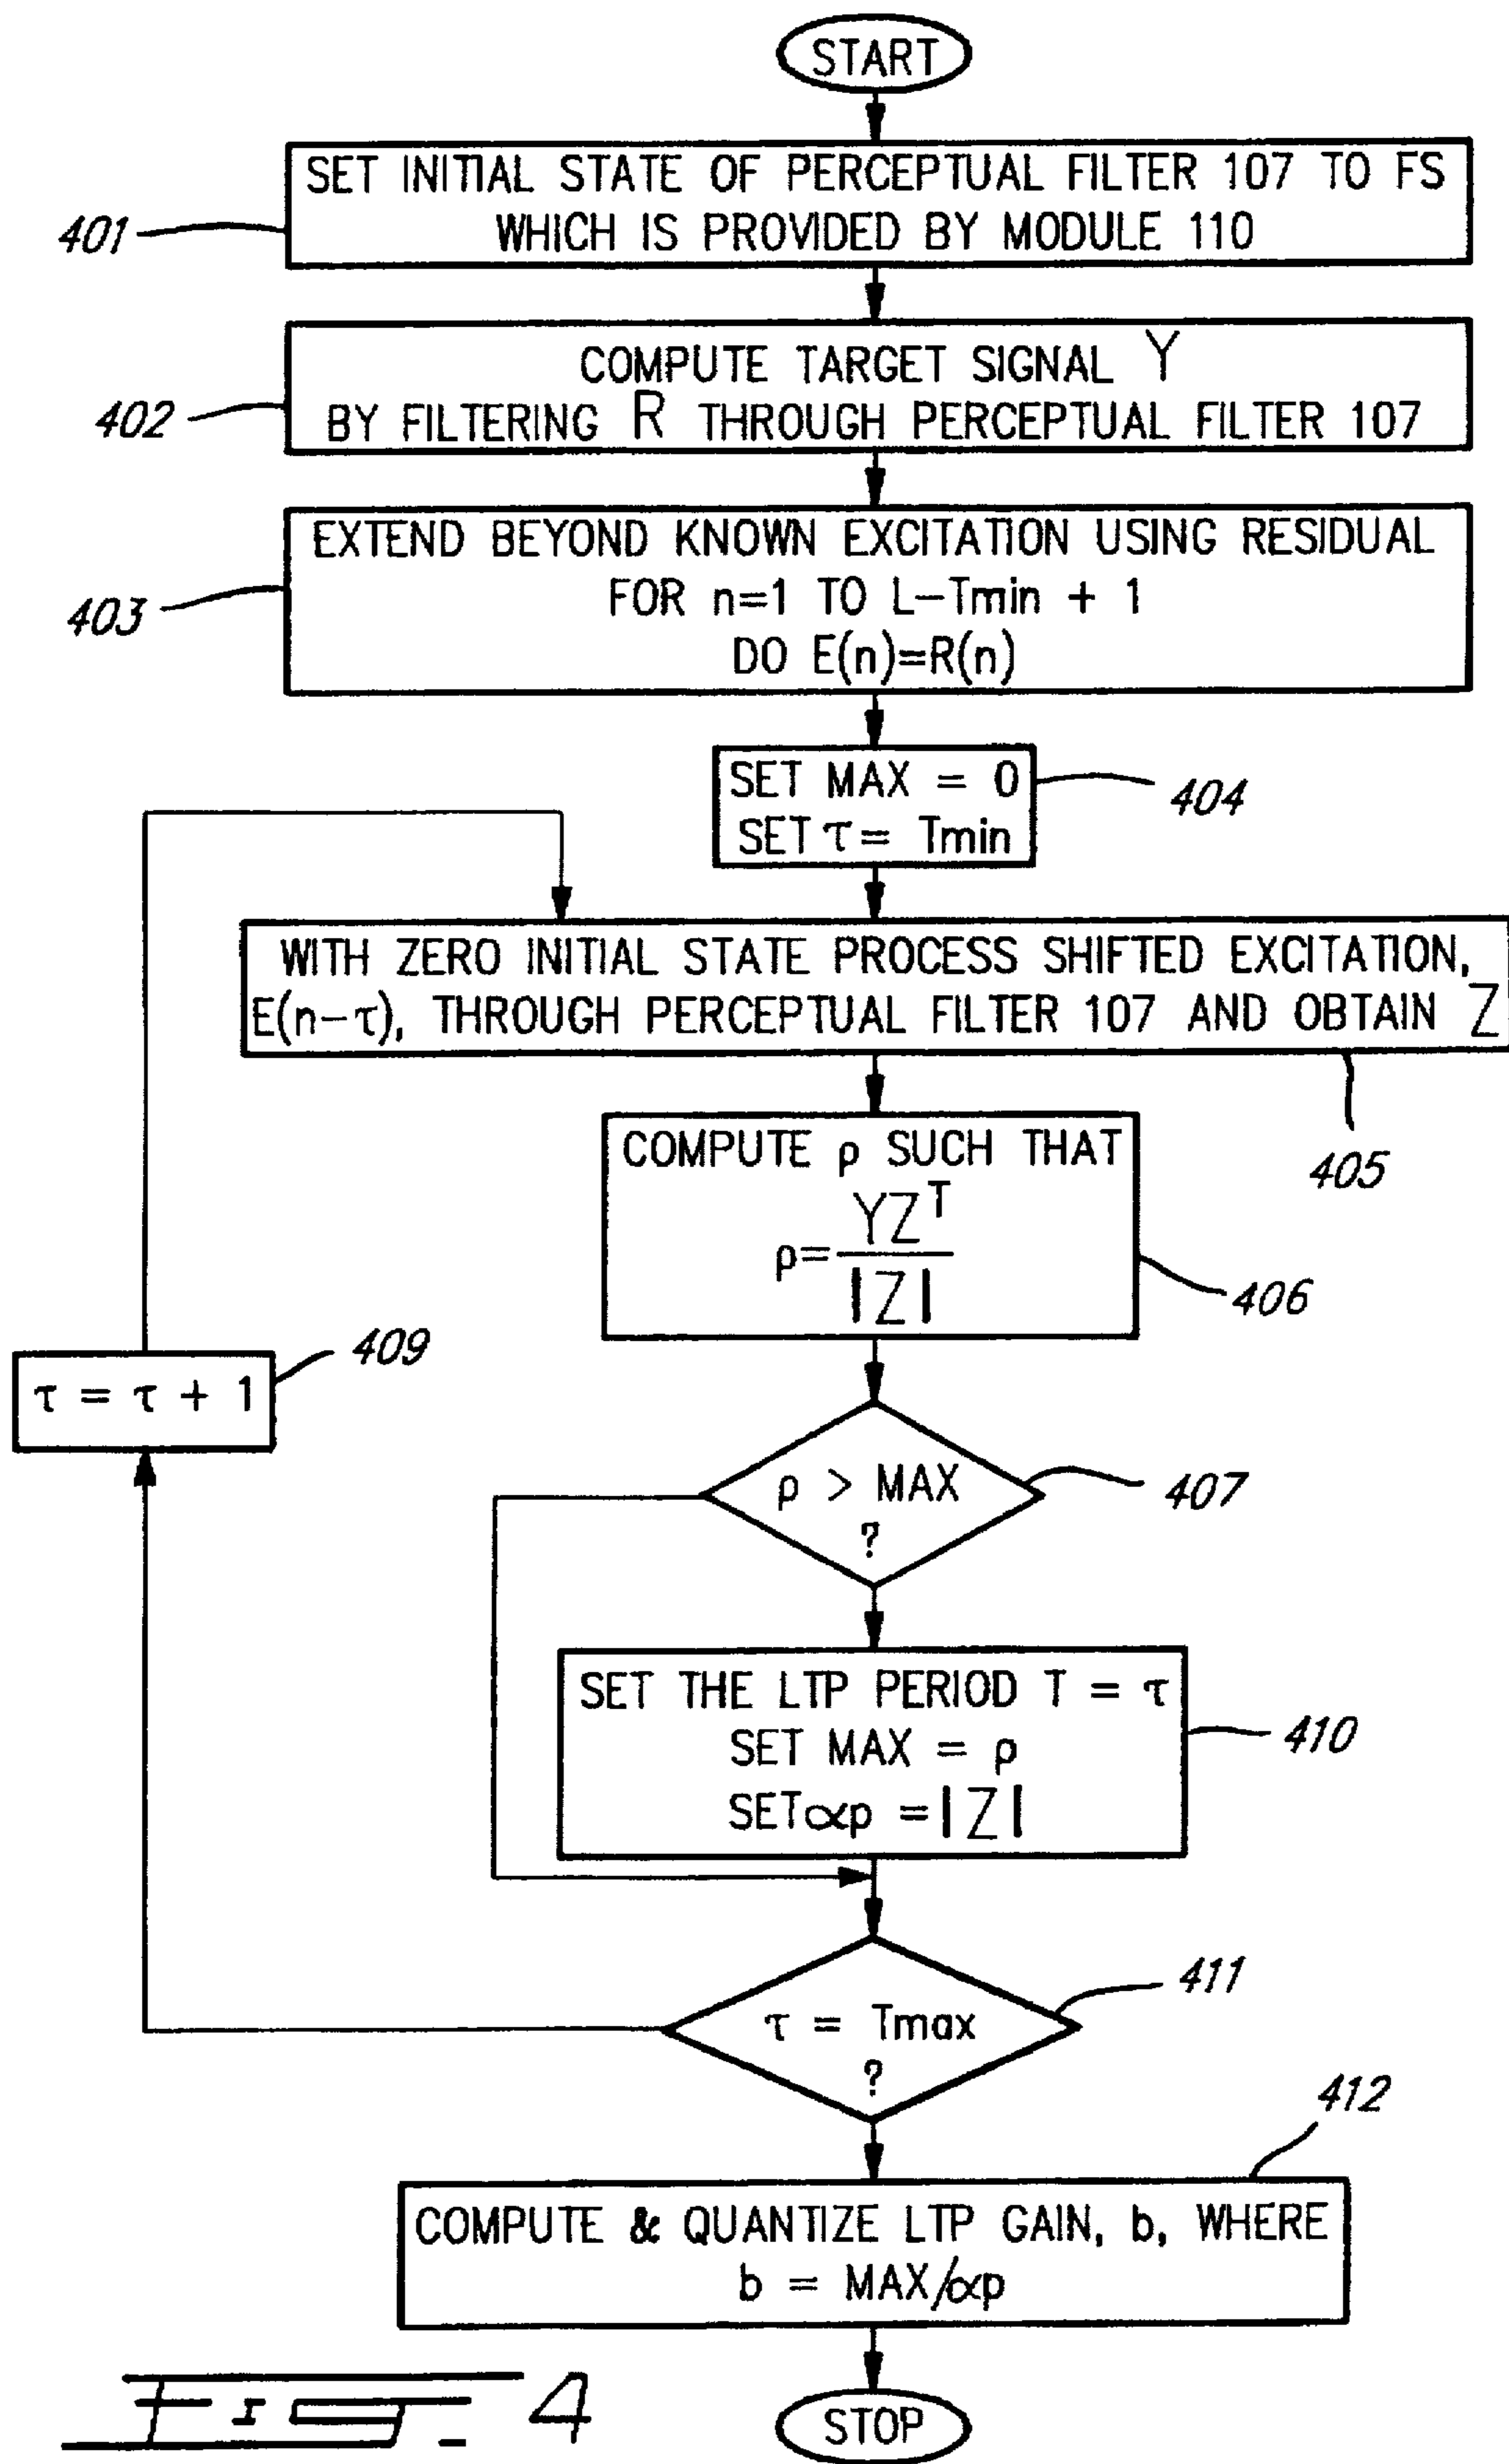 START
SET INITIAL STATE OF PERCEPTUAL FILTER 107 TO FS
WHICH IS PROVIDED BY MODULE 110
401
COMPUTE TARGET SIGNAL Y
BY FILTERING R THROUGH PERCEPTUAL FILTER 107
402
EXTEND BEYOND KNOWN EXCITATION USING RESIDUAL
FOR n=1 TO L-Tmin + 1
DO E(n)=R(n)
403
SET MAX = 0
SET τ = Tmin
404
WITH ZERO INITIAL STATE PROCESS SHIFTED EXCITATION,
E(n-τ), THROUGH PERCEPTUAL FILTER 107 AND OBTAIN Z
405
COMPUTE ρ SUCH THAT
ρ = YZ^T
|Z|
406
409
τ = τ + 1
ρ > MAX
?
407
SET THE LTP PERIOD T = τ
SET MAX = ρ
SET αp = |Z|
410
τ = Tmax
?
411
412
COMPUTE & QUANTIZE LTP GAIN, b, WHERE
b = MAX/αp
STOP
FIG. 4